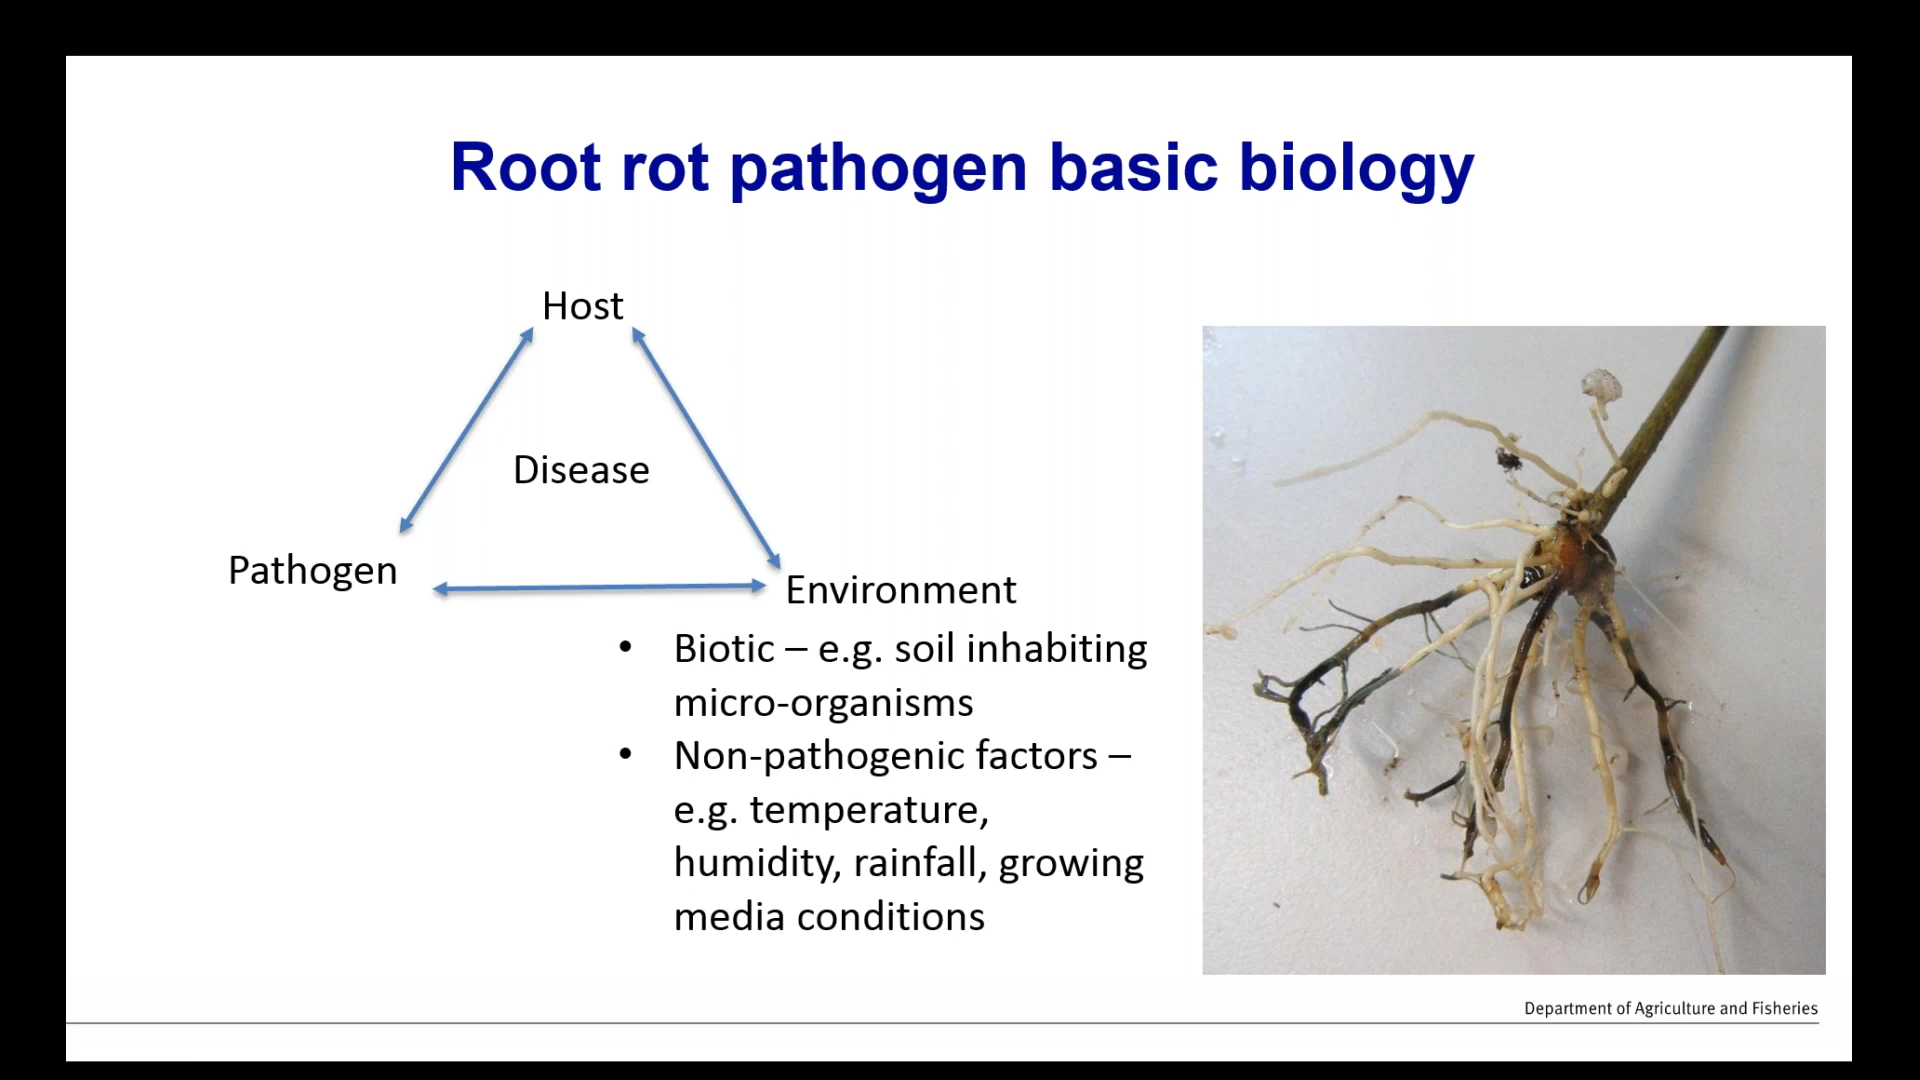 Root rot pathogen basic biology
Host
Disease
Pathogen
Environment
• Biotic – e.g. soil inhabiting
micro-organisms
• Non-pathogenic factors –
e.g. temperature,
humidity, rainfall, growing
media conditions
Department of Agriculture and Fisheries